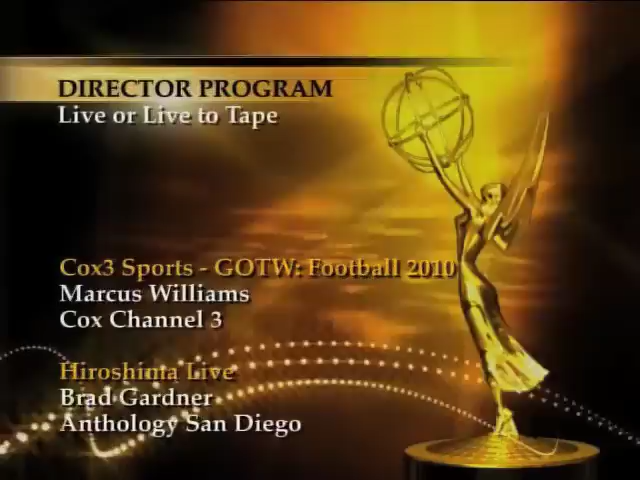 DIRECTOR PROGRAM
Live or Live to Tape
Cox3 Sports - GOTW: Football 2010
Marcus Williams
Cox Channel 3
Hiroshima Live
Brad Gardner
Anthology San Diego